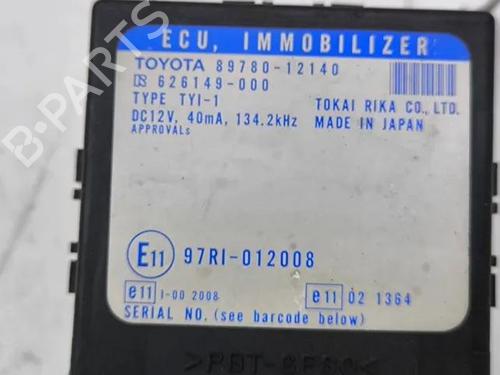 ECU, IMMOBILIZER
TOYOTA 89780-12140
626149-000
TYPE TYI-1 TOKAI RIKA CO., LTD.
DC12V, 40mA, 134.2kHz MADE IN JAPAN
APPROVALs
E11 97RI-012008
e11 1-00 2008 e11 02 1364
SERIAL NO. (see barcode below)
B-PARTS